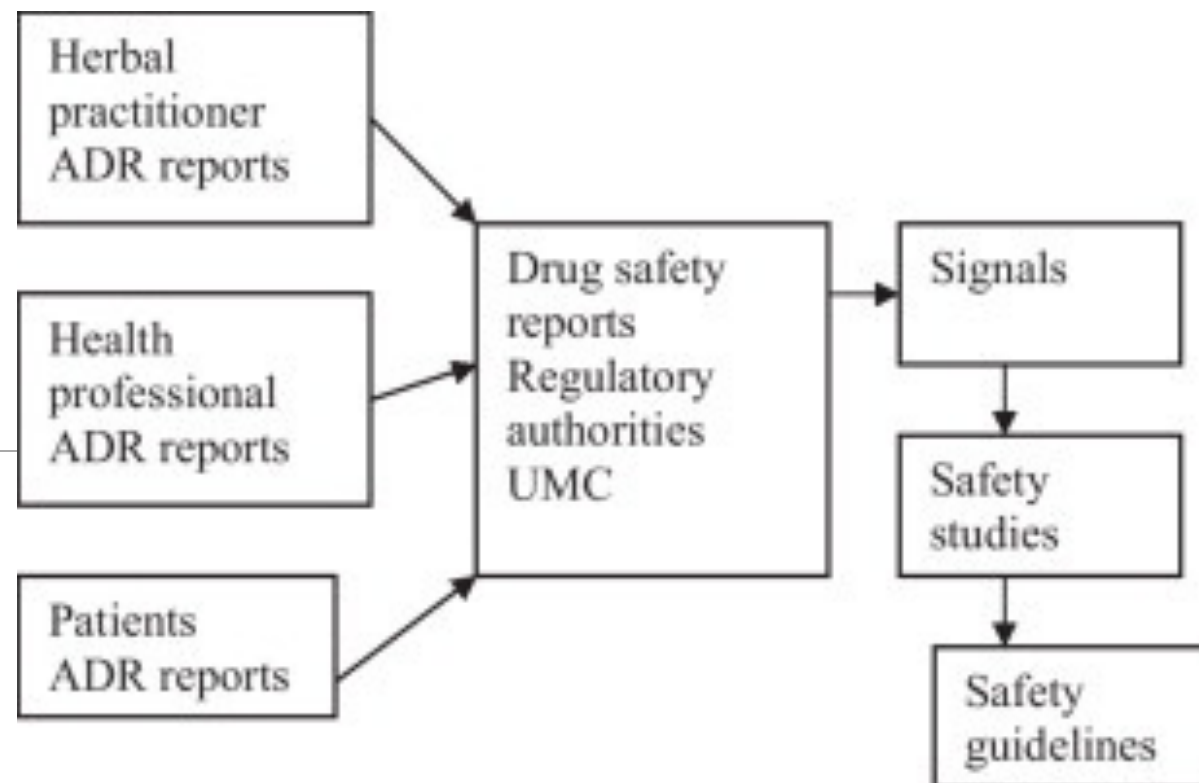 Herbal
practitioner
ADR reports
Health
professional
ADR reports
Patients
ADR reports
Drug safety
reports
Regulatory
authorities
UMC
Signals
Safety
studies
Safety
guidelines